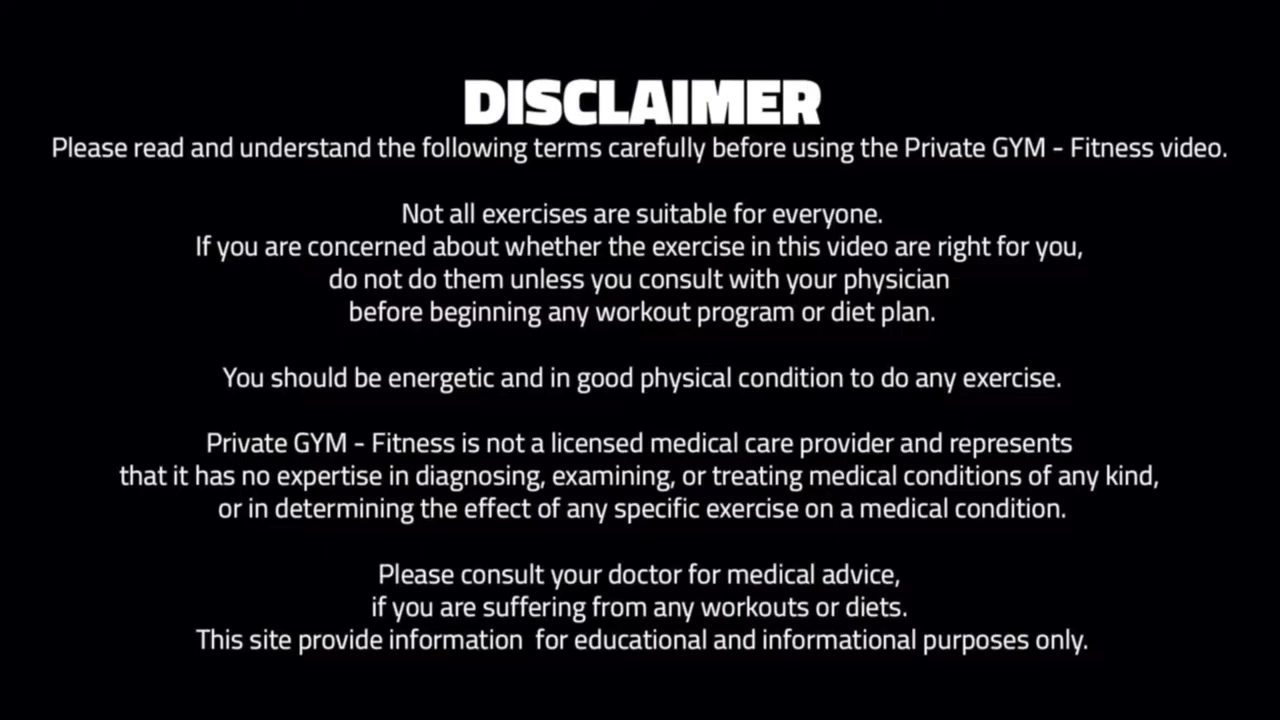 DISCLAIMER
Please read and understand the following terms carefully before using the Private GYM - Fitness video.
Not all exercises are suitable for everyone.
If you are concerned about whether the exercise in this video are right for you,
do not do them unless you consult with your physician
before beginning any workout program or diet plan.
You should be energetic and in good physical condition to do any exercise.
Private GYM - Fitness is not a licensed medical care provider and represents
that it has no expertise in diagnosing, examining, or treating medical conditions of any kind,
or in determining the effect of any specific exercise on a medical condition.
Please consult your doctor for medical advice,
if you are suffering from any workouts or diets.
This site provide information  for educational and informational purposes only.